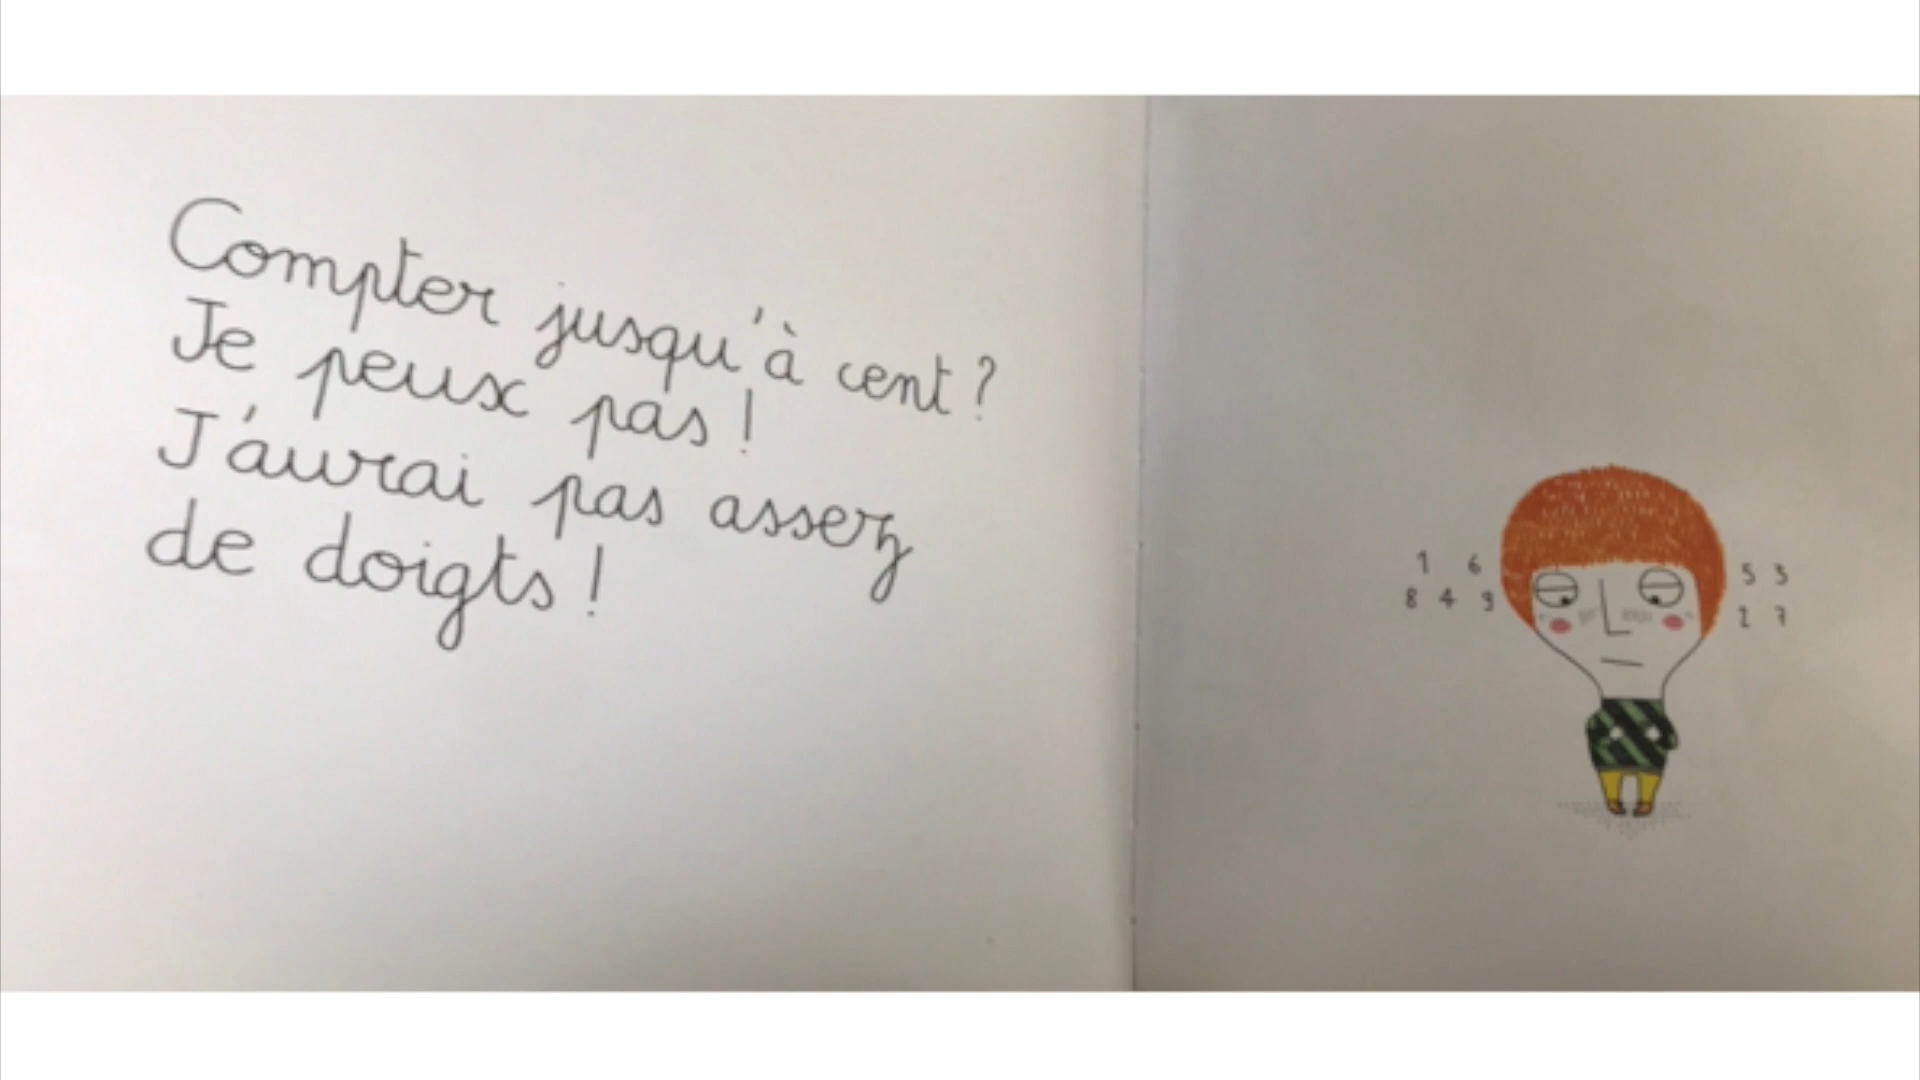 Compter jusqu'à cent ?
Je peux pas !
J'aurai pas assez
de doigts !
1 6
8 4 9
5 3
2 7